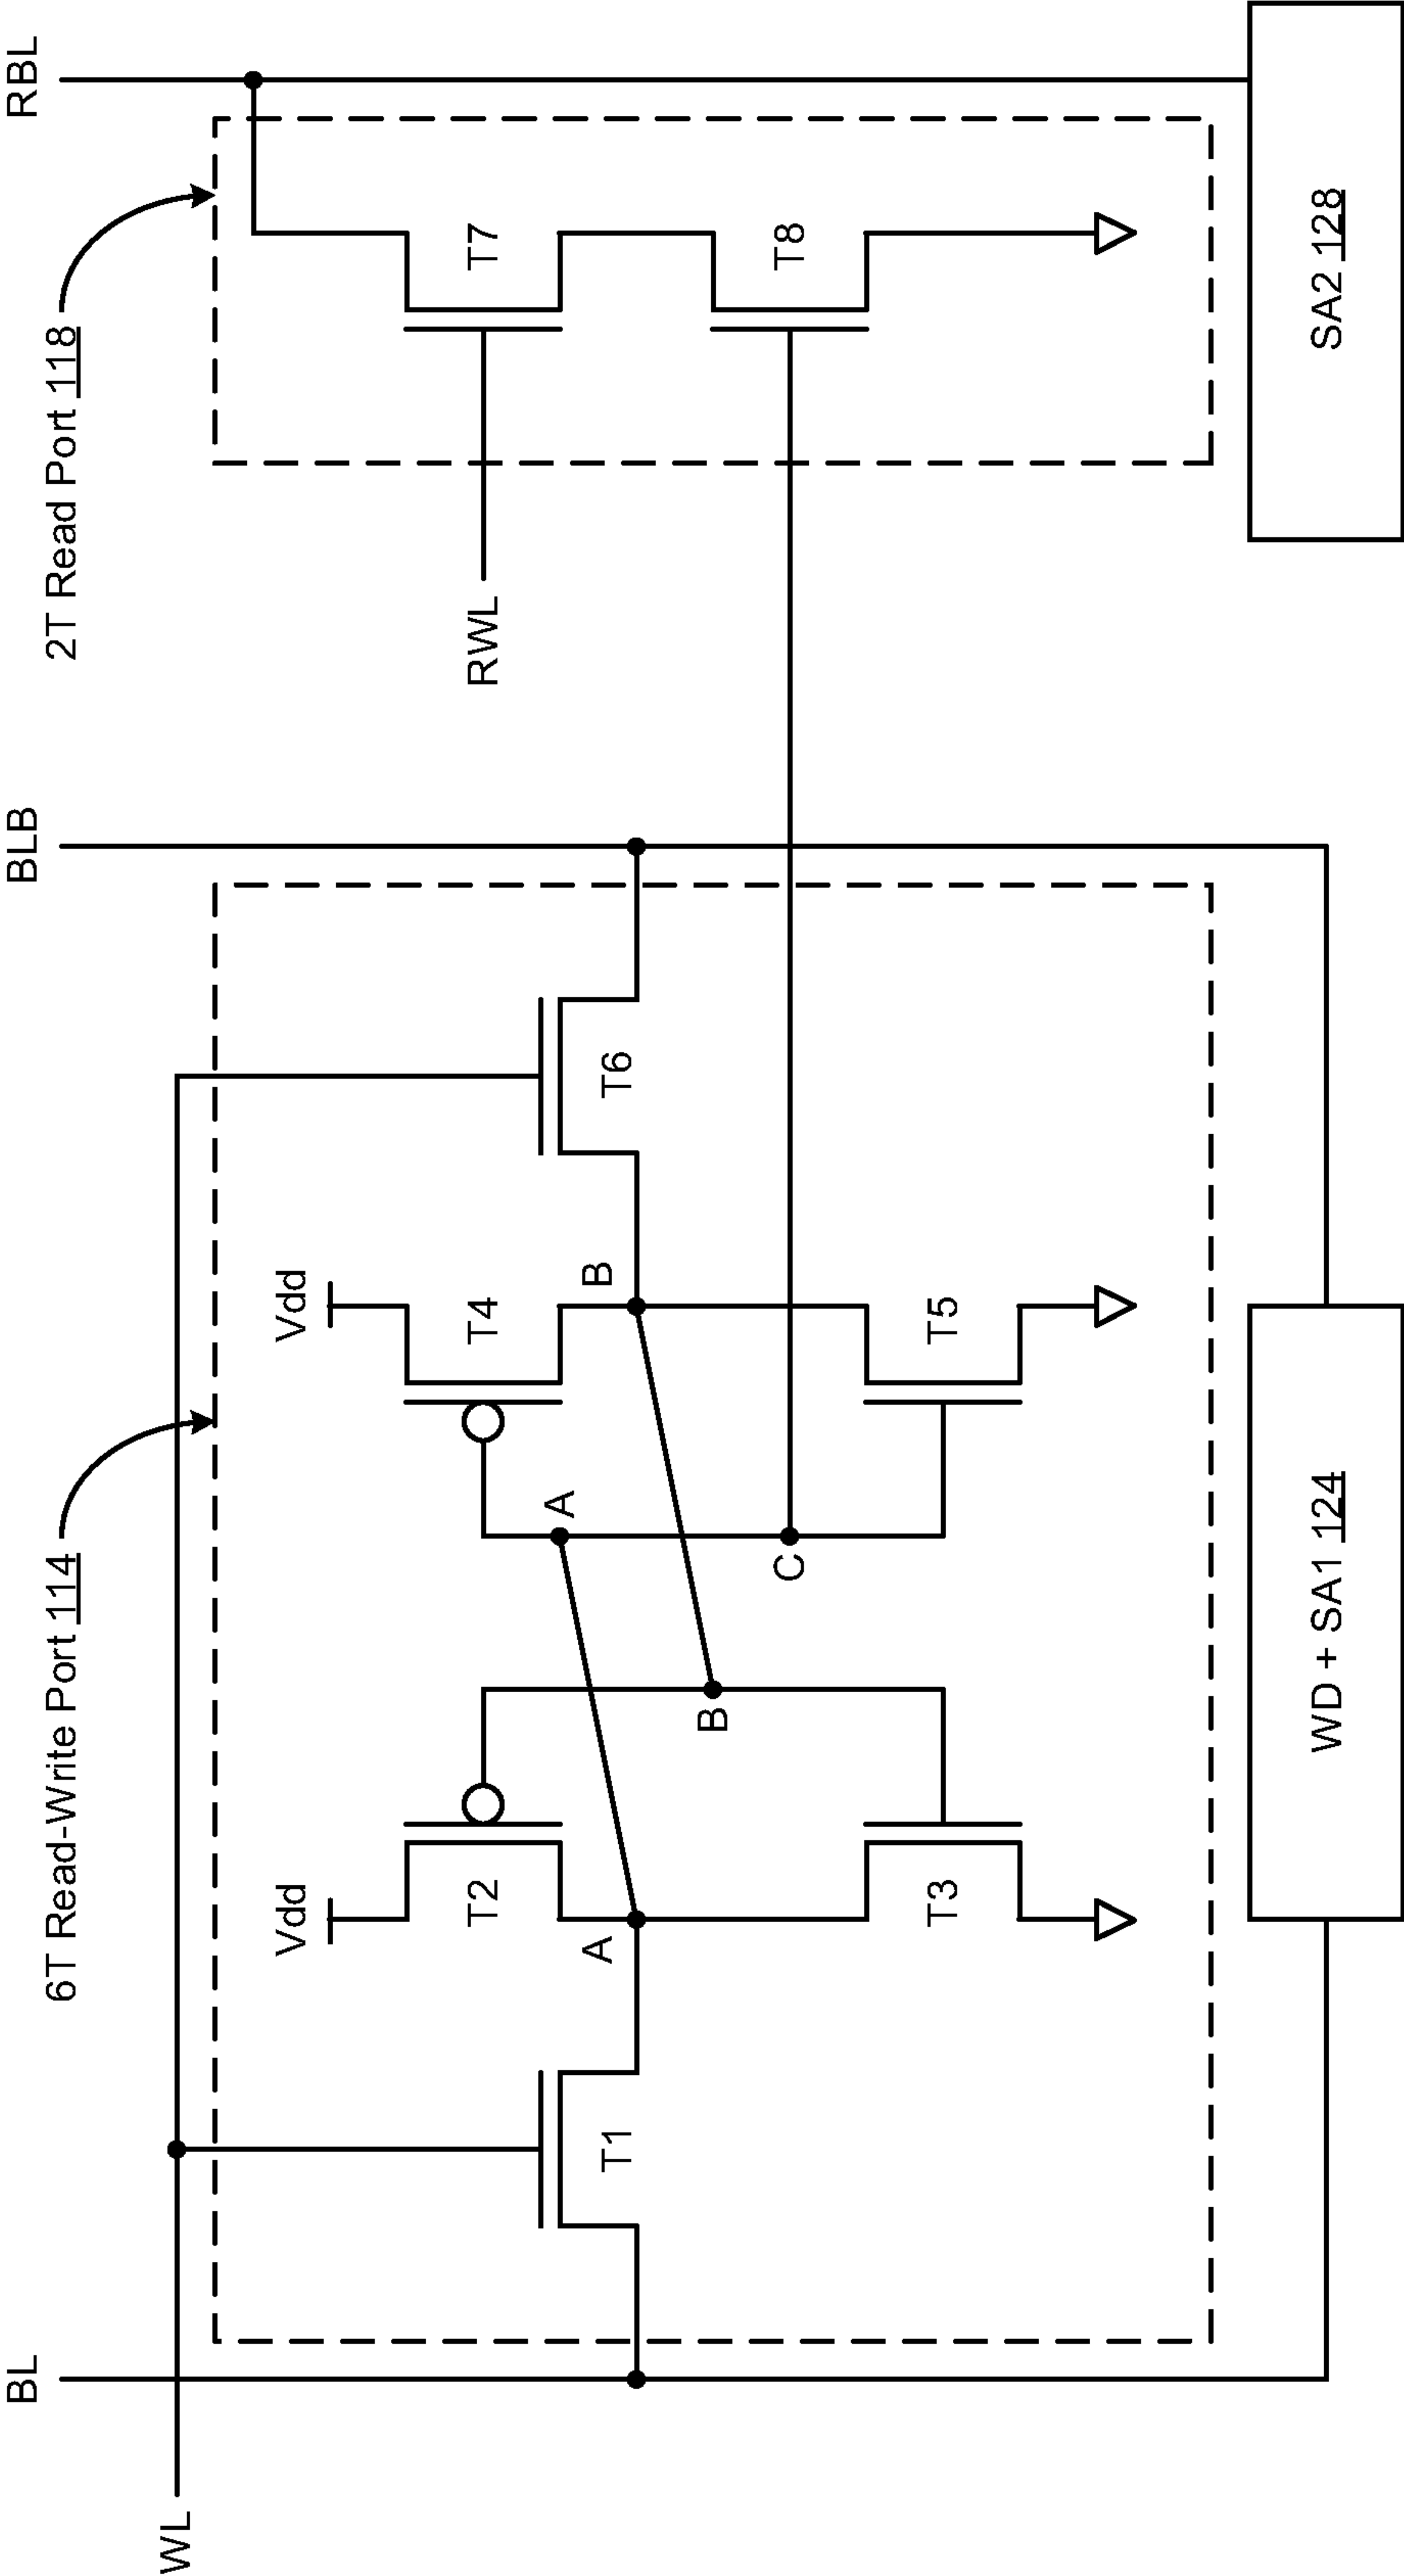 6T Read-Write Port 114
2T Read Port 118
BL
BLB
RBL
WL
Vdd
Vdd
T2
T4
RWL
T7
T1
A
A
B
T6
B
C
T8
T3
T5
WD + SA1 124
SA2 128